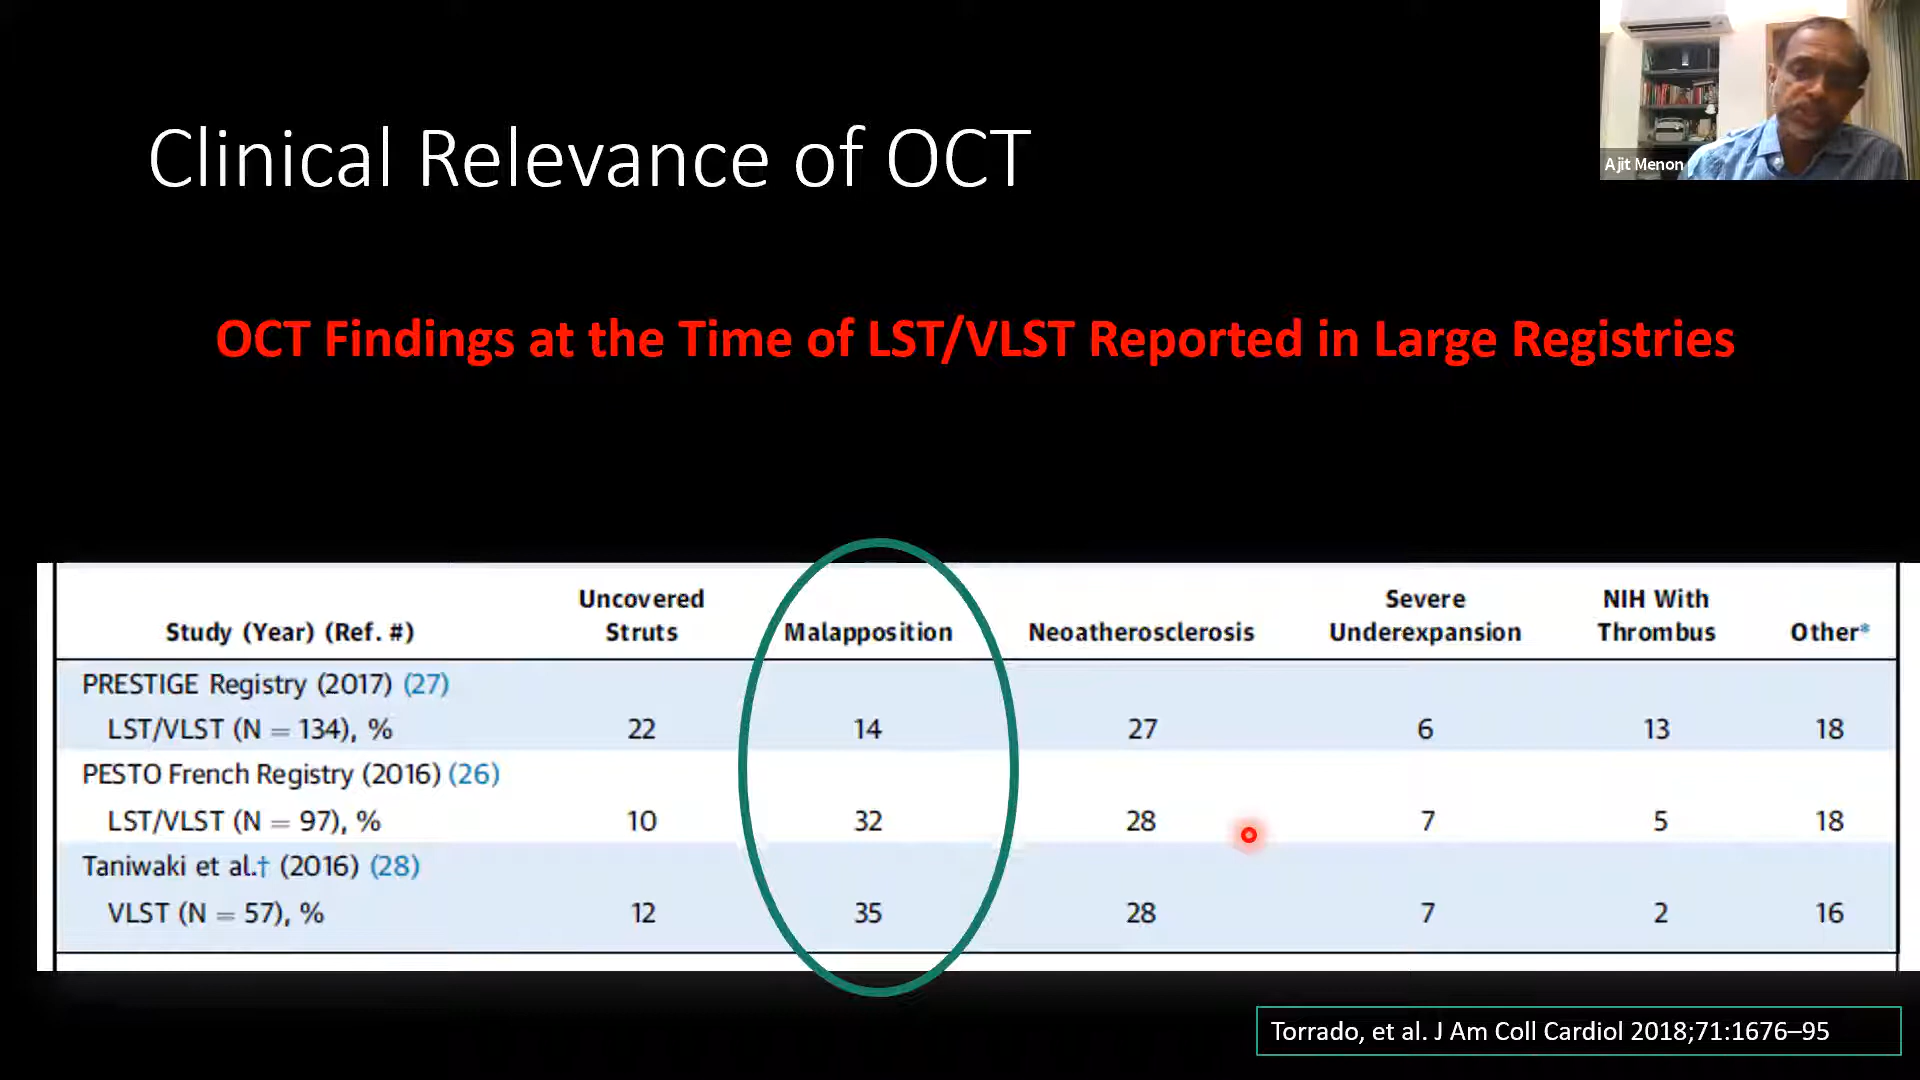 Ajit Menon
Clinical Relevance of OCT
OCT Findings at the Time of LST/VLST Reported in Large Registries
Study (Year) (Ref. #) Uncovered Struts Malapposition Neoatherosclerosis Severe Underexpansion NIH With Thrombus Other*
PRESTIGE Registry (2017) (27)
LST/VLST (N = 134), % 22 14 27 6 13 18
PESTO French Registry (2016) (26)
LST/VLST (N = 97), % 10 32 28 7 5 18
Taniwaki et al.† (2016) (28)
VLST (N = 57), % 12 35 28 7 2 16
Torrado, et al. J Am Coll Cardiol 2018;71:1676–95